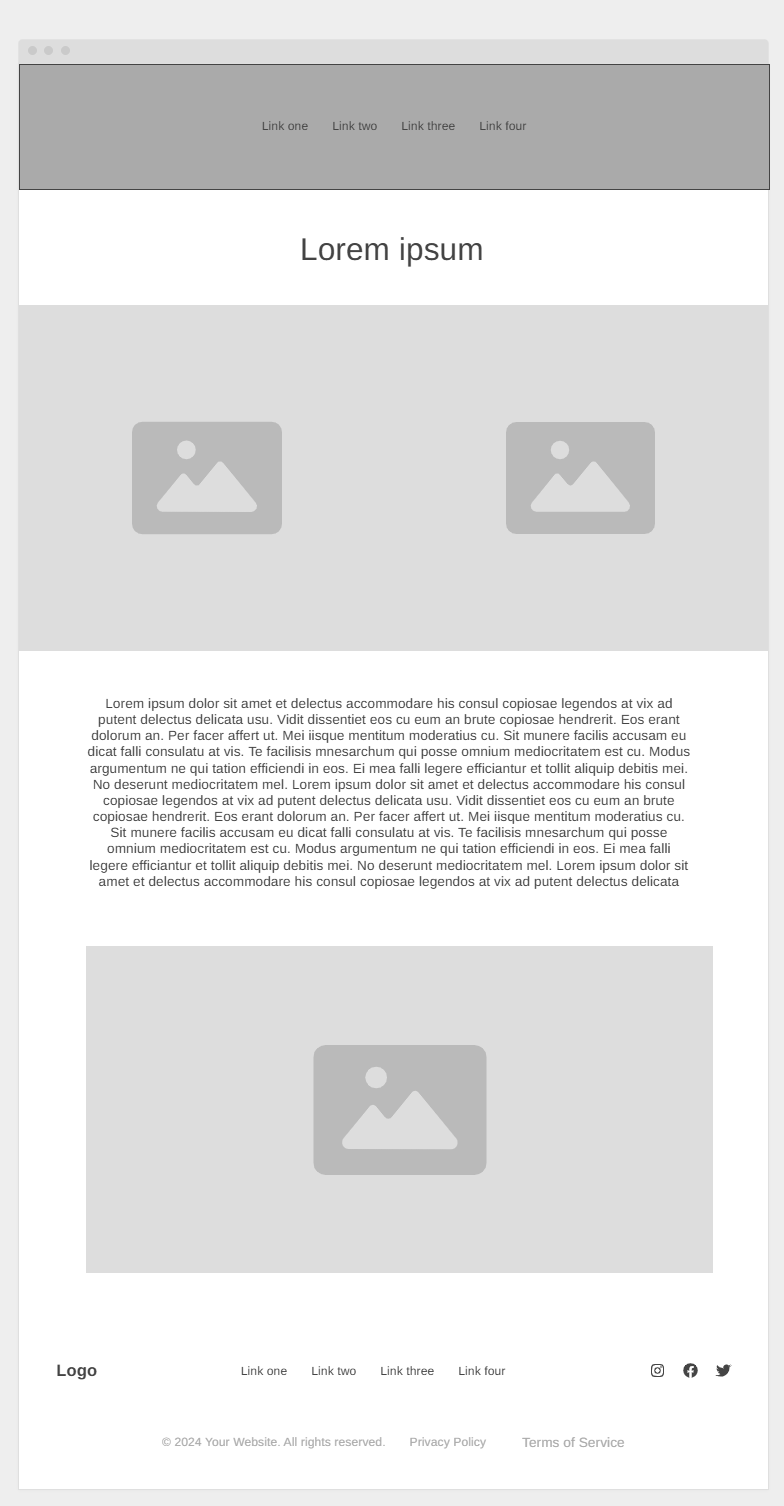 Link one Link two Link three Link four
Lorem ipsum
Lorem ipsum dolor sit amet et delectus accommodare his consul copiosae legendos at vix ad
putent delectus delicata usu. Vidit dissentiet eos cu eum an brute copiosae hendrerit. Eos erant
dolorum an. Per facer affert ut. Mei iisque mentitum moderatius cu. Sit munere facilis accusam eu
dicat falli consulatu at vis. Te facilisis mnesarchum qui posse omnium mediocritatem est cu. Modus
argumentum ne qui tation efficiendi in eos. Ei mea falli legere efficiantur et tollit aliquip debitis mei.
No deserunt mediocritatem mel. Lorem ipsum dolor sit amet et delectus accommodare his consul
copiosae legendos at vix ad putent delectus delicata usu. Vidit dissentiet eos cu eum an brute
copiosae hendrerit. Eos erant dolorum an. Per facer affert ut. Mei iisque mentitum moderatius cu.
Sit munere facilis accusam eu dicat falli consulatu at vis. Te facilisis mnesarchum qui posse
omnium mediocritatem est cu. Modus argumentum ne qui tation efficiendi in eos. Ei mea falli
legere efficiantur et tollit aliquip debitis mei. No deserunt mediocritatem mel. Lorem ipsum dolor sit
amet et delectus accommodare his consul copiosae legendos at vix ad putent delectus delicata
Logo Link one Link two Link three Link four
© 2024 Your Website. All rights reserved. Privacy Policy Terms of Service